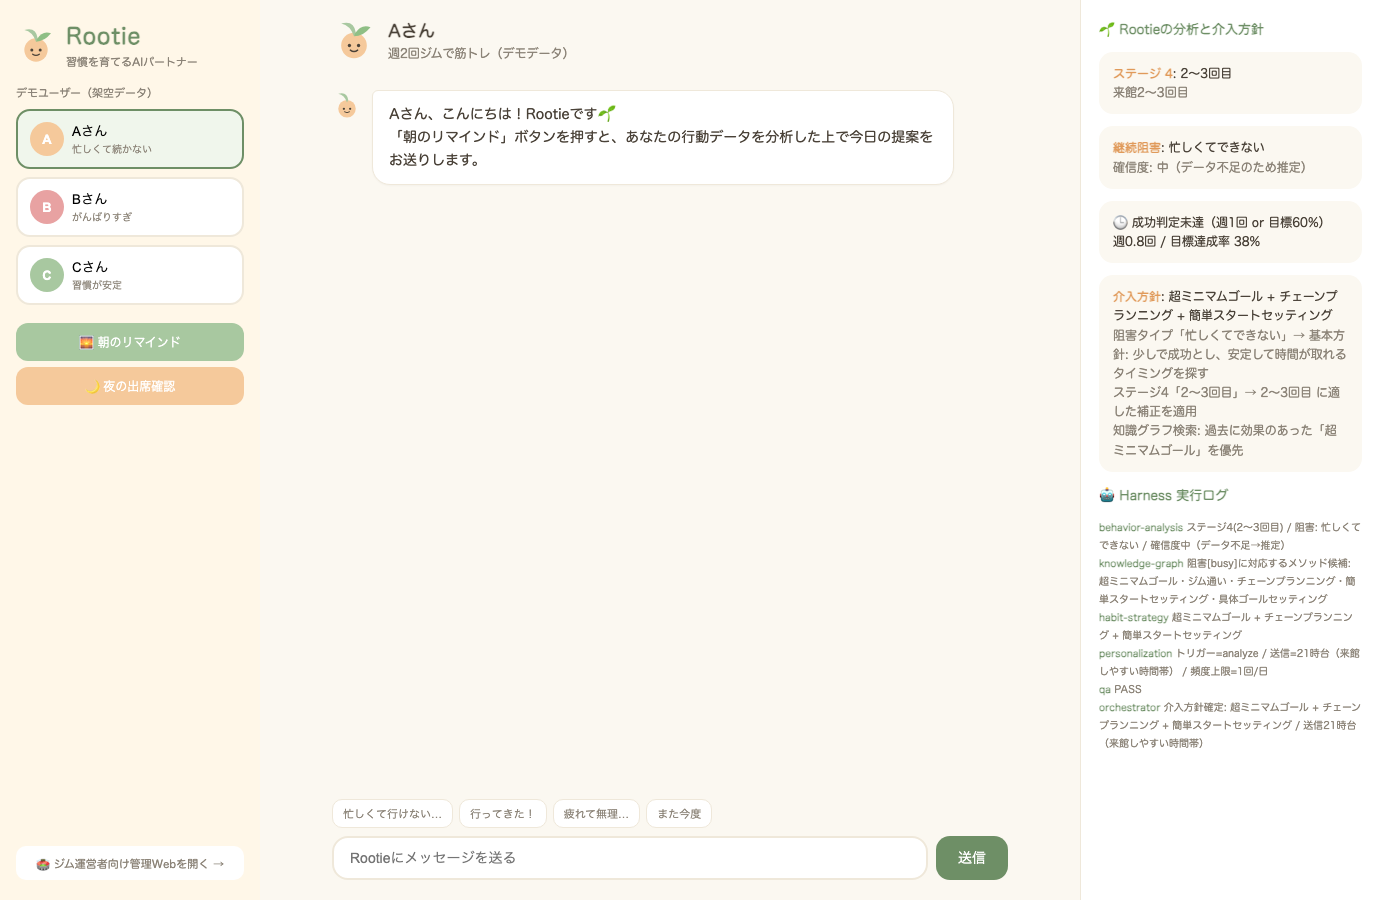 Rootie
習慣を育てるAIパートナー
デモユーザー（架空データ）
A
Aさん
忙しくて続かない
B
Bさん
がんばりすぎ
C
Cさん
習慣が安定
🌅 朝のリマインド
🌙 夜の出席確認
🏟️ ジム運営者向け管理Webを開く →
Aさん
週2回ジムで筋トレ（デモデータ）
Aさん、こんにちは！Rootieです🌱
「朝のリマインド」ボタンを押すと、あなたの行動データを分析した上で今日の提案を
お送りします。
忙しくて行けない…
行ってきた！
疲れて無理…
また今度
Rootieにメッセージを送る
送信
🌱 Rootieの分析と介入方針
ステージ 4: 2〜3回目
来館2〜3回目
継続阻害: 忙しくてできない
確信度: 中（データ不足のため推定）
🕒 成功判定未達（週1回 or 目標60%）
週0.8回 / 目標達成率 38%
介入方針: 超ミニマムゴール + チェーンプ
ランニング + 簡単スタートセッティング
阻害タイプ「忙しくてできない」→ 基本方
針: 少しで成功とし、安定して時間が取れる
タイミングを探す
ステージ4「2〜3回目」→ 2〜3回目 に適
した補正を適用
知識グラフ検索: 過去に効果のあった「超
ミニマムゴール」を優先
🤖 Harness 実行ログ
behavior-analysis ステージ4(2〜3回目) / 阻害: 忙しくて
できない / 確信度中（データ不足→推定）
knowledge-graph 阻害[busy]に対応するメソッド候補:
超ミニマムゴール・ジム通い・チェーンプランニング・簡
単スタートセッティング・具体ゴールセッティング
habit-strategy 超ミニマムゴール + チェーンプランニン
グ + 簡単スタートセッティング
personalization トリガー=analyze / 送信=21時台（来館
しやすい時間帯） / 頻度上限=1回/日
qa PASS
orchestrator 介入方針確定: 超ミニマムゴール + チェーン
プランニング + 簡単スタートセッティング / 送信21時台
（来館しやすい時間帯）